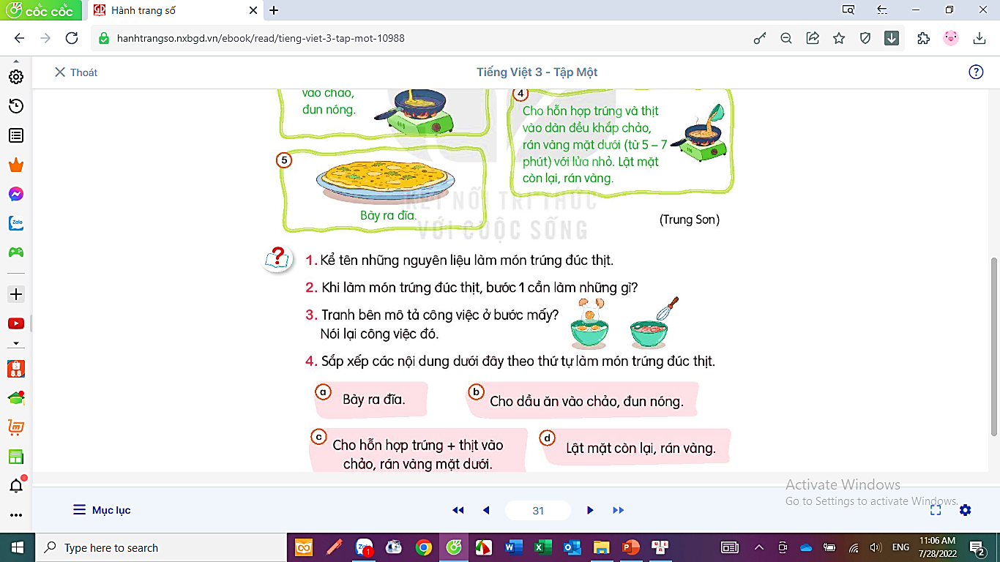 cốc cốc
Hành trang số
hanhtrangso.nxbgd.vn/ebook/read/tieng-viet-3-tap-mot-10988
Thoát
Tiếng Việt 3 - Tập Một
vào chảo,
đun nóng.
4
Cho hỗn hợp trứng và thịt
vào dàn đều khắp chảo,
rán vàng mặt dưới (từ 5 – 7
phút) với lửa nhỏ. Lật mặt
còn lại, rán vàng.
5
Bày ra đĩa.
KẾT NỐI TRI THỨC
VỚI CUỘC SỐNG
(Trung Sơn)
1. Kể tên những nguyên liệu làm món trứng đúc thịt.
2. Khi làm món trứng đúc thịt, bước 1 cần làm những gì?
3. Tranh bên mô tả công việc ở bước mấy?
Nói lại công việc đó.
4. Sắp xếp các nội dung dưới đây theo thứ tự làm món trứng đúc thịt.
a Bày ra đĩa.
b Cho dầu ăn vào chảo, đun nóng.
c Cho hỗn hợp trứng + thịt vào
chảo, rán vàng mặt dưới.
d Lật mặt còn lại, rán vàng.
Activate Windows
Go to Settings to activate Windows.
Mục lục
31
Type here to search
ENG
11:06 AM
7/28/2022
Zalo
8.8
1
2